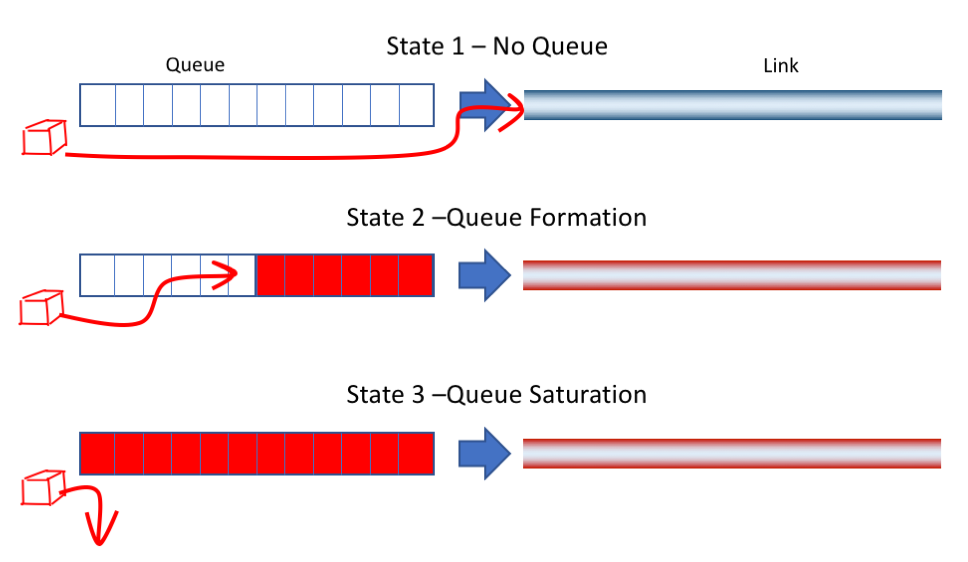 State 1 – No Queue
Queue
Link
State 2 –Queue Formation
State 3 –Queue Saturation